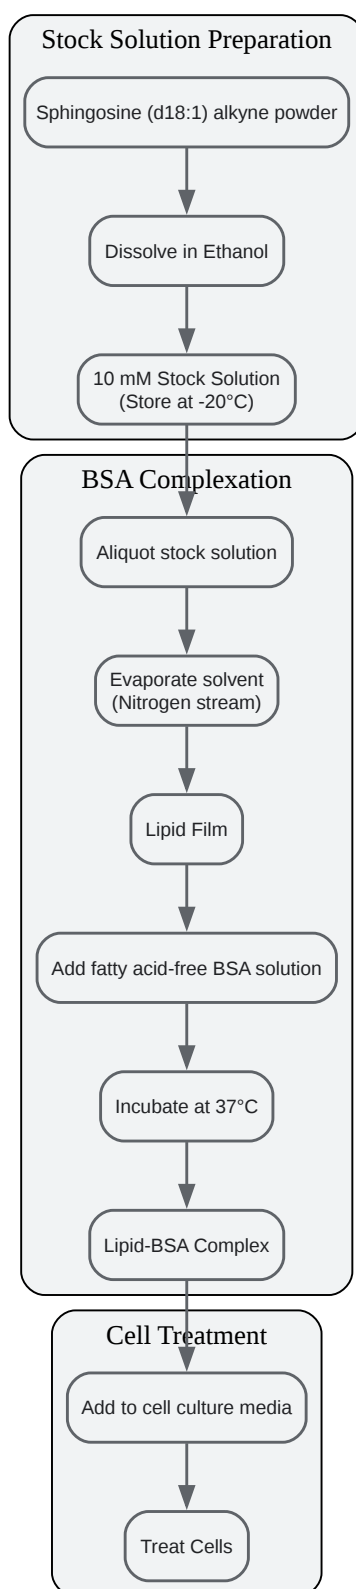 Stock Solution Preparation
Sphingosine (d18:1) alkyne powder
Dissolve in Ethanol
10 mM Stock Solution
(Store at -20°C)
BSA Complexation
Aliquot stock solution
Evaporate solvent
(Nitrogen stream)
Lipid Film
Add fatty acid-free BSA solution
Incubate at 37°C
Lipid-BSA Complex
Cell Treatment
Add to cell culture media
Treat Cells